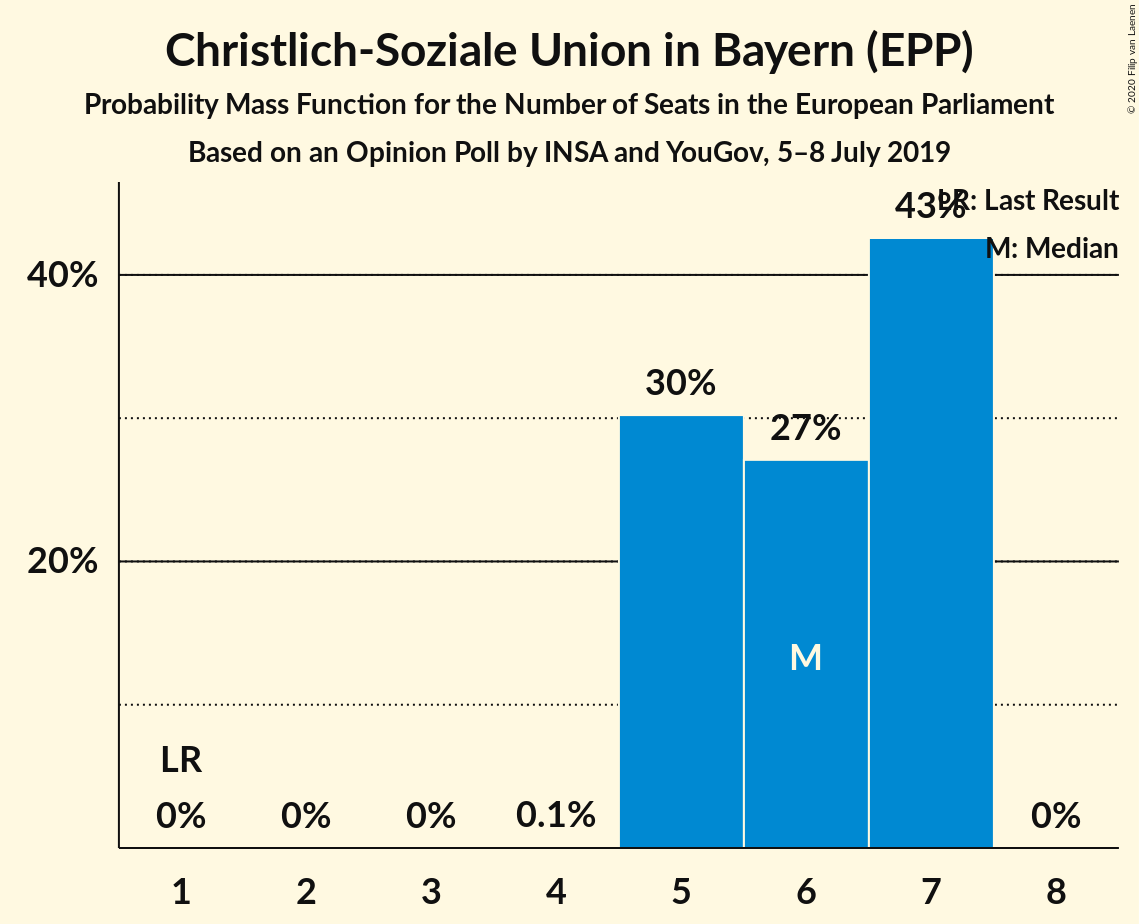 Christlich-Soziale Union in Bayern (EPP)
Probability Mass Function for the Number of Seats in the European Parliament
Based on an Opinion Poll by INSA and YouGov, 5–8 July 2019
© 2020 Filip van Laenen
LR: Last Result
M: Median
43%
40%
30%
27%
20%
M
LR
0%
0%
0%
0.1%
0%
1 2 3 4 5 6 7 8